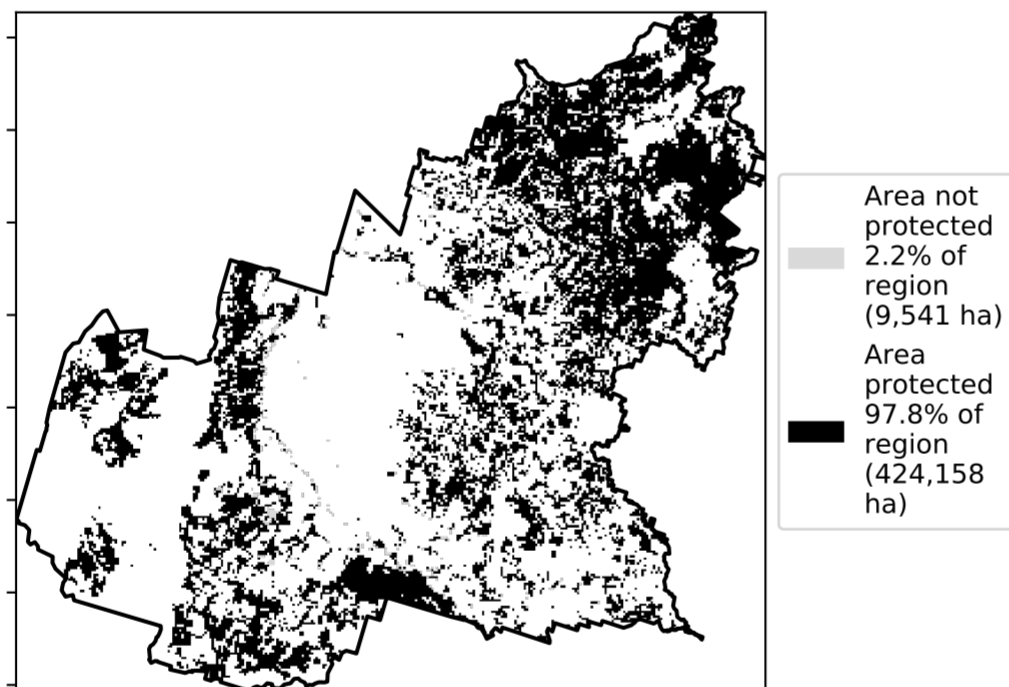 Area not
protected
2.2% of
region
(9,541 ha)
Area
protected
97.8% of
region
(424,158
ha)